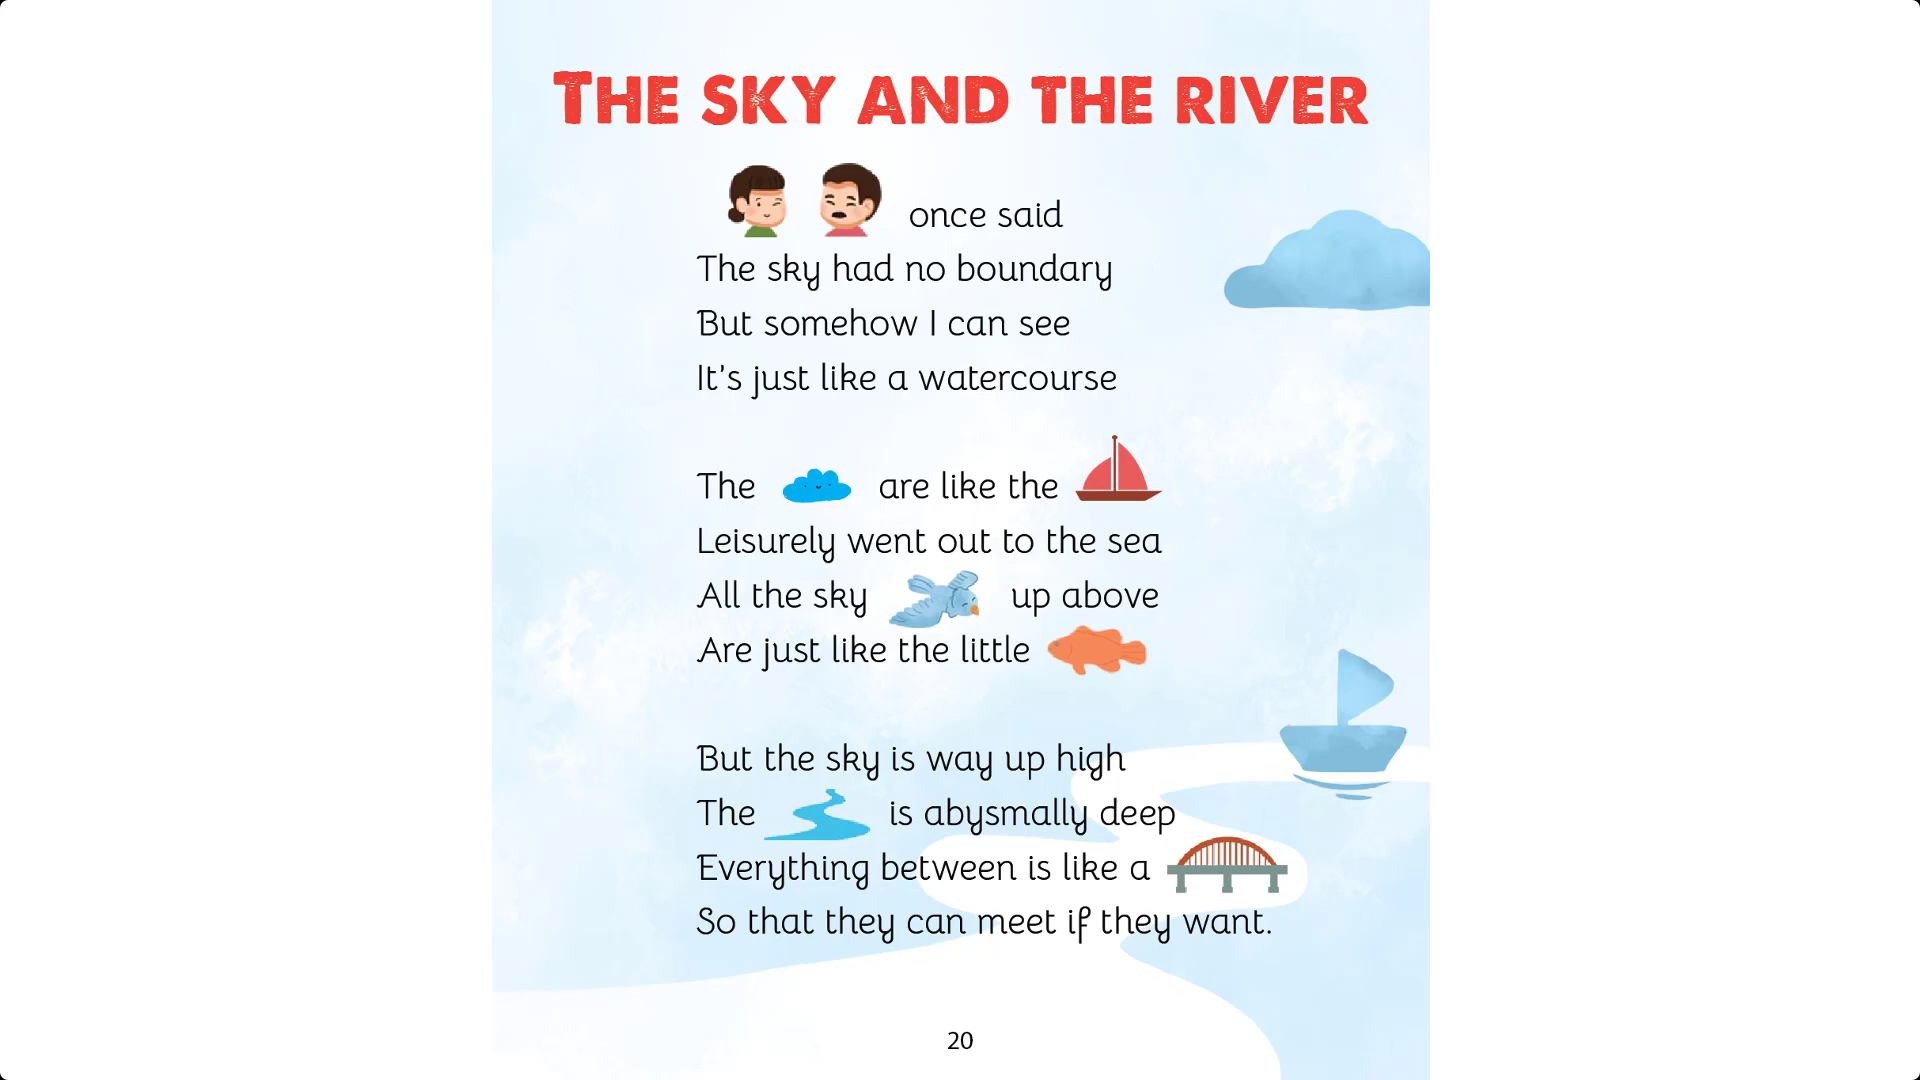 THE SKY AND THE RIVER
once said
The sky had no boundary
But somehow I can see
It's just like a watercourse
The are like the
Leisurely went out to the sea
All the sky up above
Are just like the little
But the sky is way up high
The is abysmally deep
Everything between is like a
So that they can meet if they want.
20